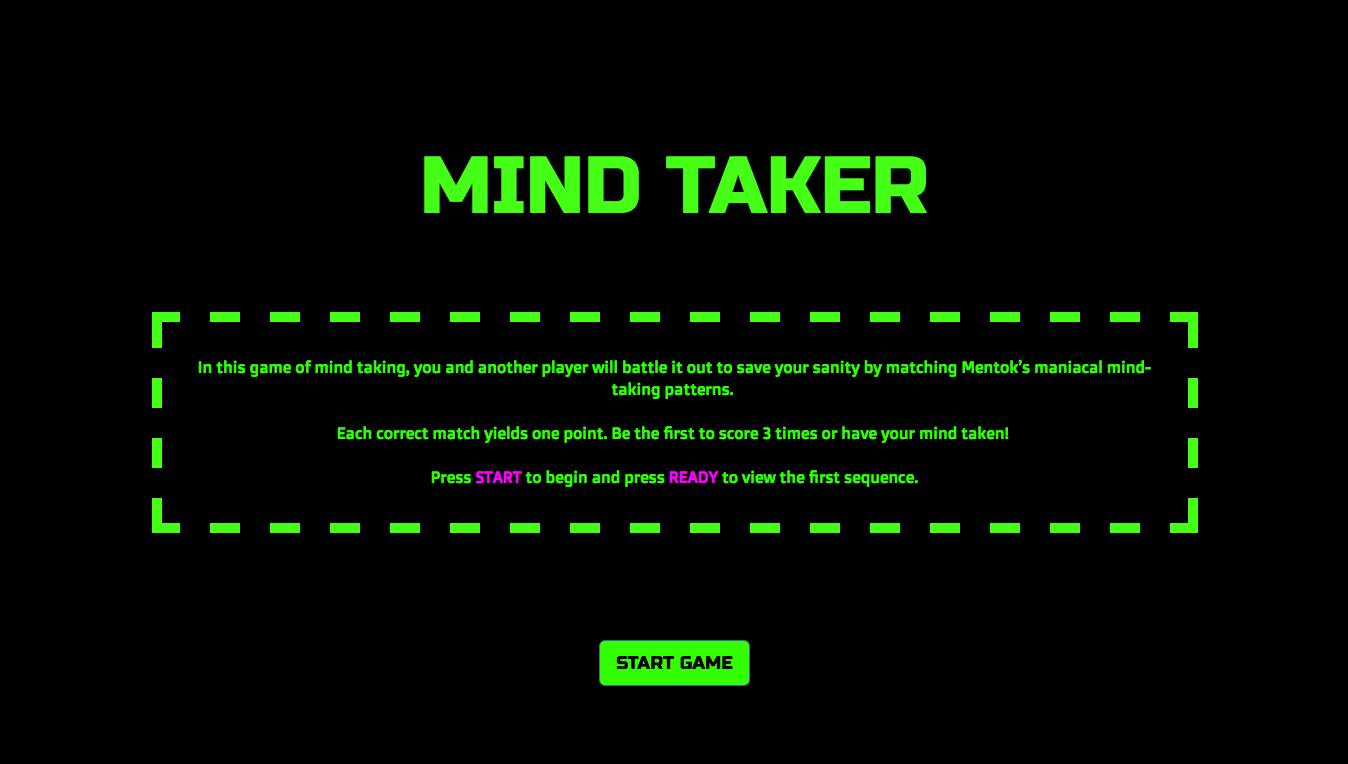 MIND TAKER
In this game of mind taking, you and another player will battle it out to save your sanity by matching Mentok's maniacal mind-
taking patterns.
Each correct match yields one point. Be the first to score 3 times or have your mind taken!
Press START to begin and press READY to view the first sequence.
START GAME